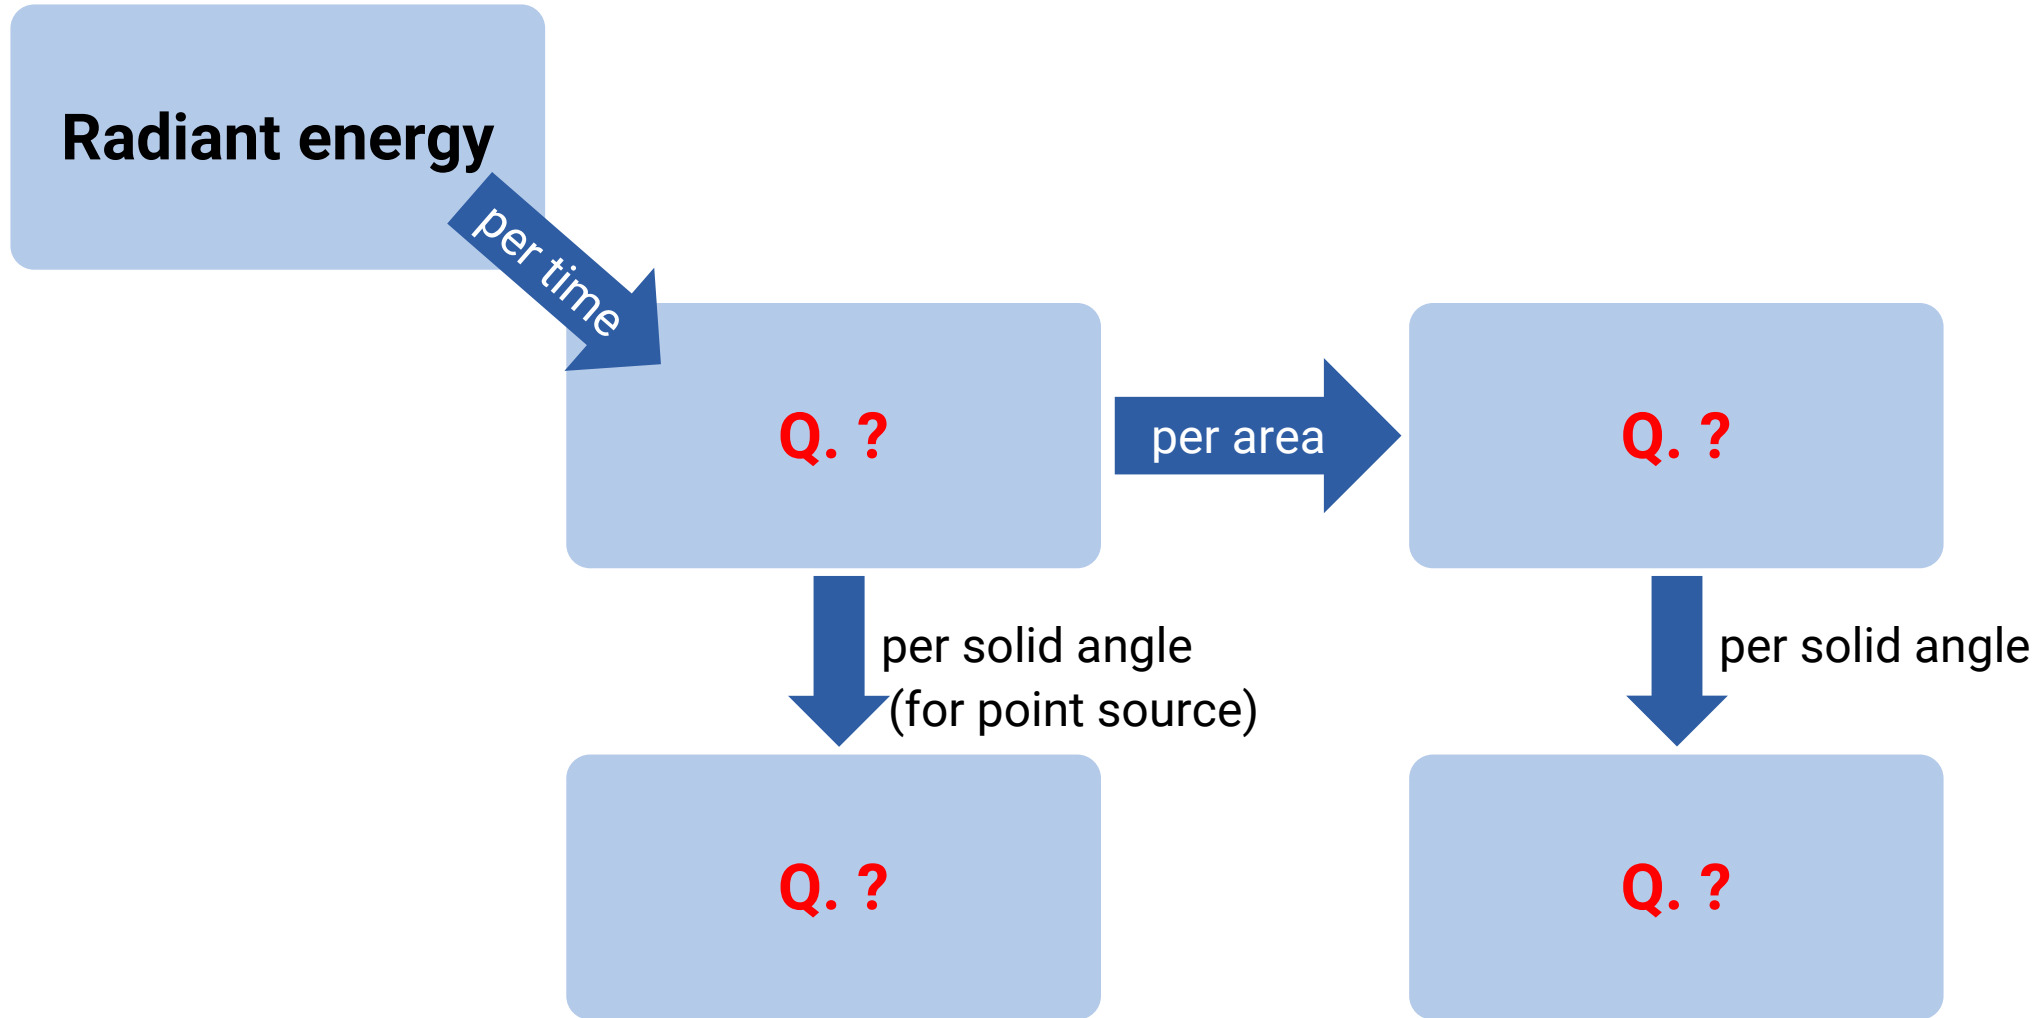 Radiant energy
per time
Q. ?
per area
Q. ?
per solid angle
(for point source)
per solid angle
Q. ?
Q. ?